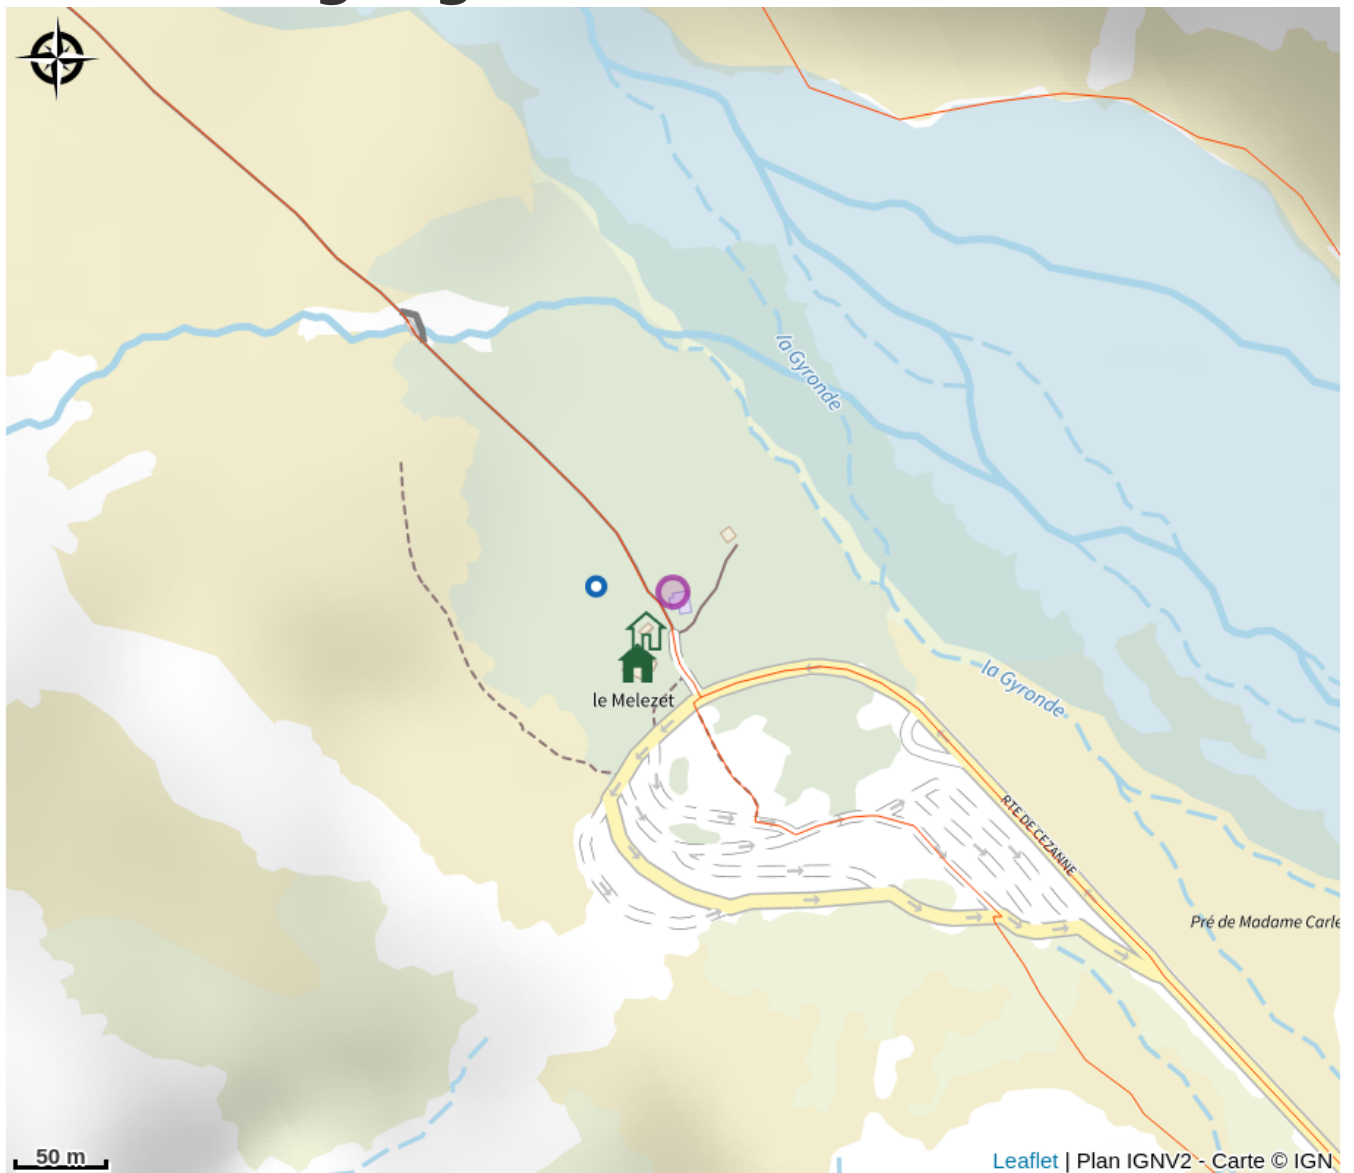 la Gyronde
la Gyronde
le Melezet
RTE DE CEZANNE
Pré de Madame Carle
50 m
Leaflet | Plan IGNV2 - Carte © IGN